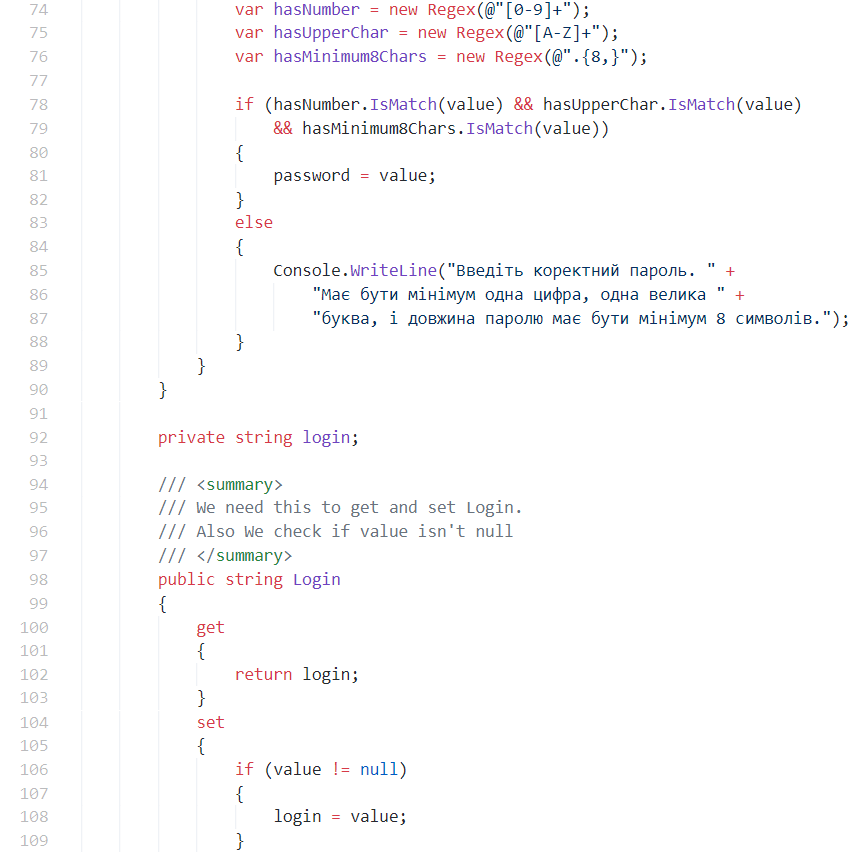 74 var hasNumber = new Regex(@"[0-9]+");
75 var hasUpperChar = new Regex(@"[A-Z]+");
76 var hasMinimum8Chars = new Regex(@".{8,}");
77
78 if (hasNumber.IsMatch(value) && hasUpperChar.IsMatch(value)
79 && hasMinimum8Chars.IsMatch(value))
80 {
81 password = value;
82 }
83 else
84 {
85 Console.WriteLine("Введіть коректний пароль. " +
86 "Має бути мінімум одна цифра, одна велика " +
87 "буква, і довжина паролю має бути мінімум 8 символів.");
88 }
89 }
90 }
91
92 private string login;
93
94 /// <summary>
95 /// We need this to get and set Login.
96 /// Also We check if value isn't null
97 /// </summary>
98 public string Login
99 {
100 get
101 {
102 return login;
103 }
104 set
105 {
106 if (value != null)
107 {
108 login = value;
109 }